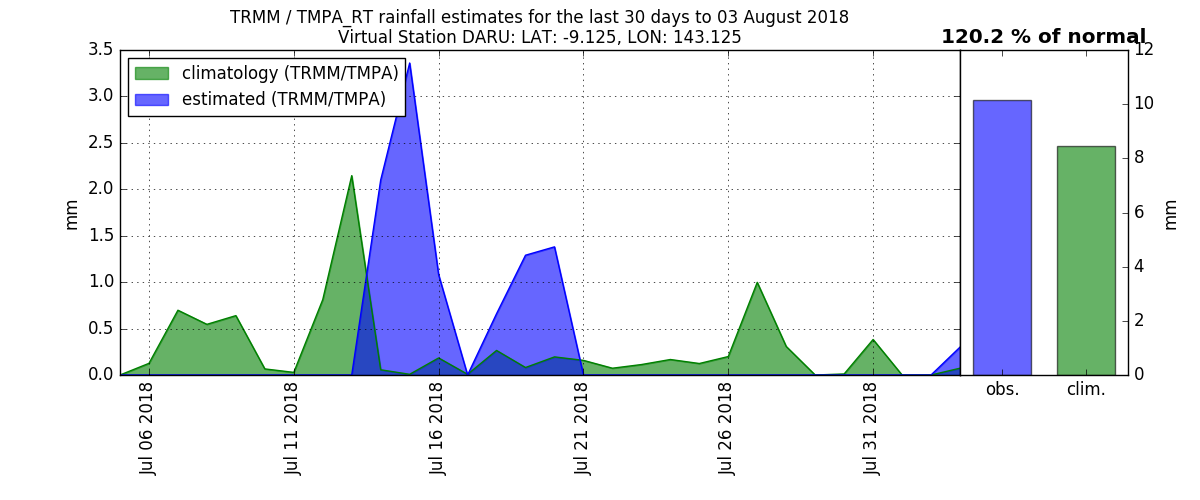 TRMM / TMPA_RT rainfall estimates for the last 30 days to 03 August 2018
Virtual Station DARU: LAT: -9.125, LON: 143.125
120.2 % of normal
climatology (TRMM/TMPA)
estimated (TRMM/TMPA)
3.5
3.0
2.5
2.0
1.5
1.0
0.5
0.0
mm
Jul 06 2018
Jul 11 2018
Jul 16 2018
Jul 21 2018
Jul 26 2018
Jul 31 2018
12
10
8
6
4
2
0
mm
obs.
clim.